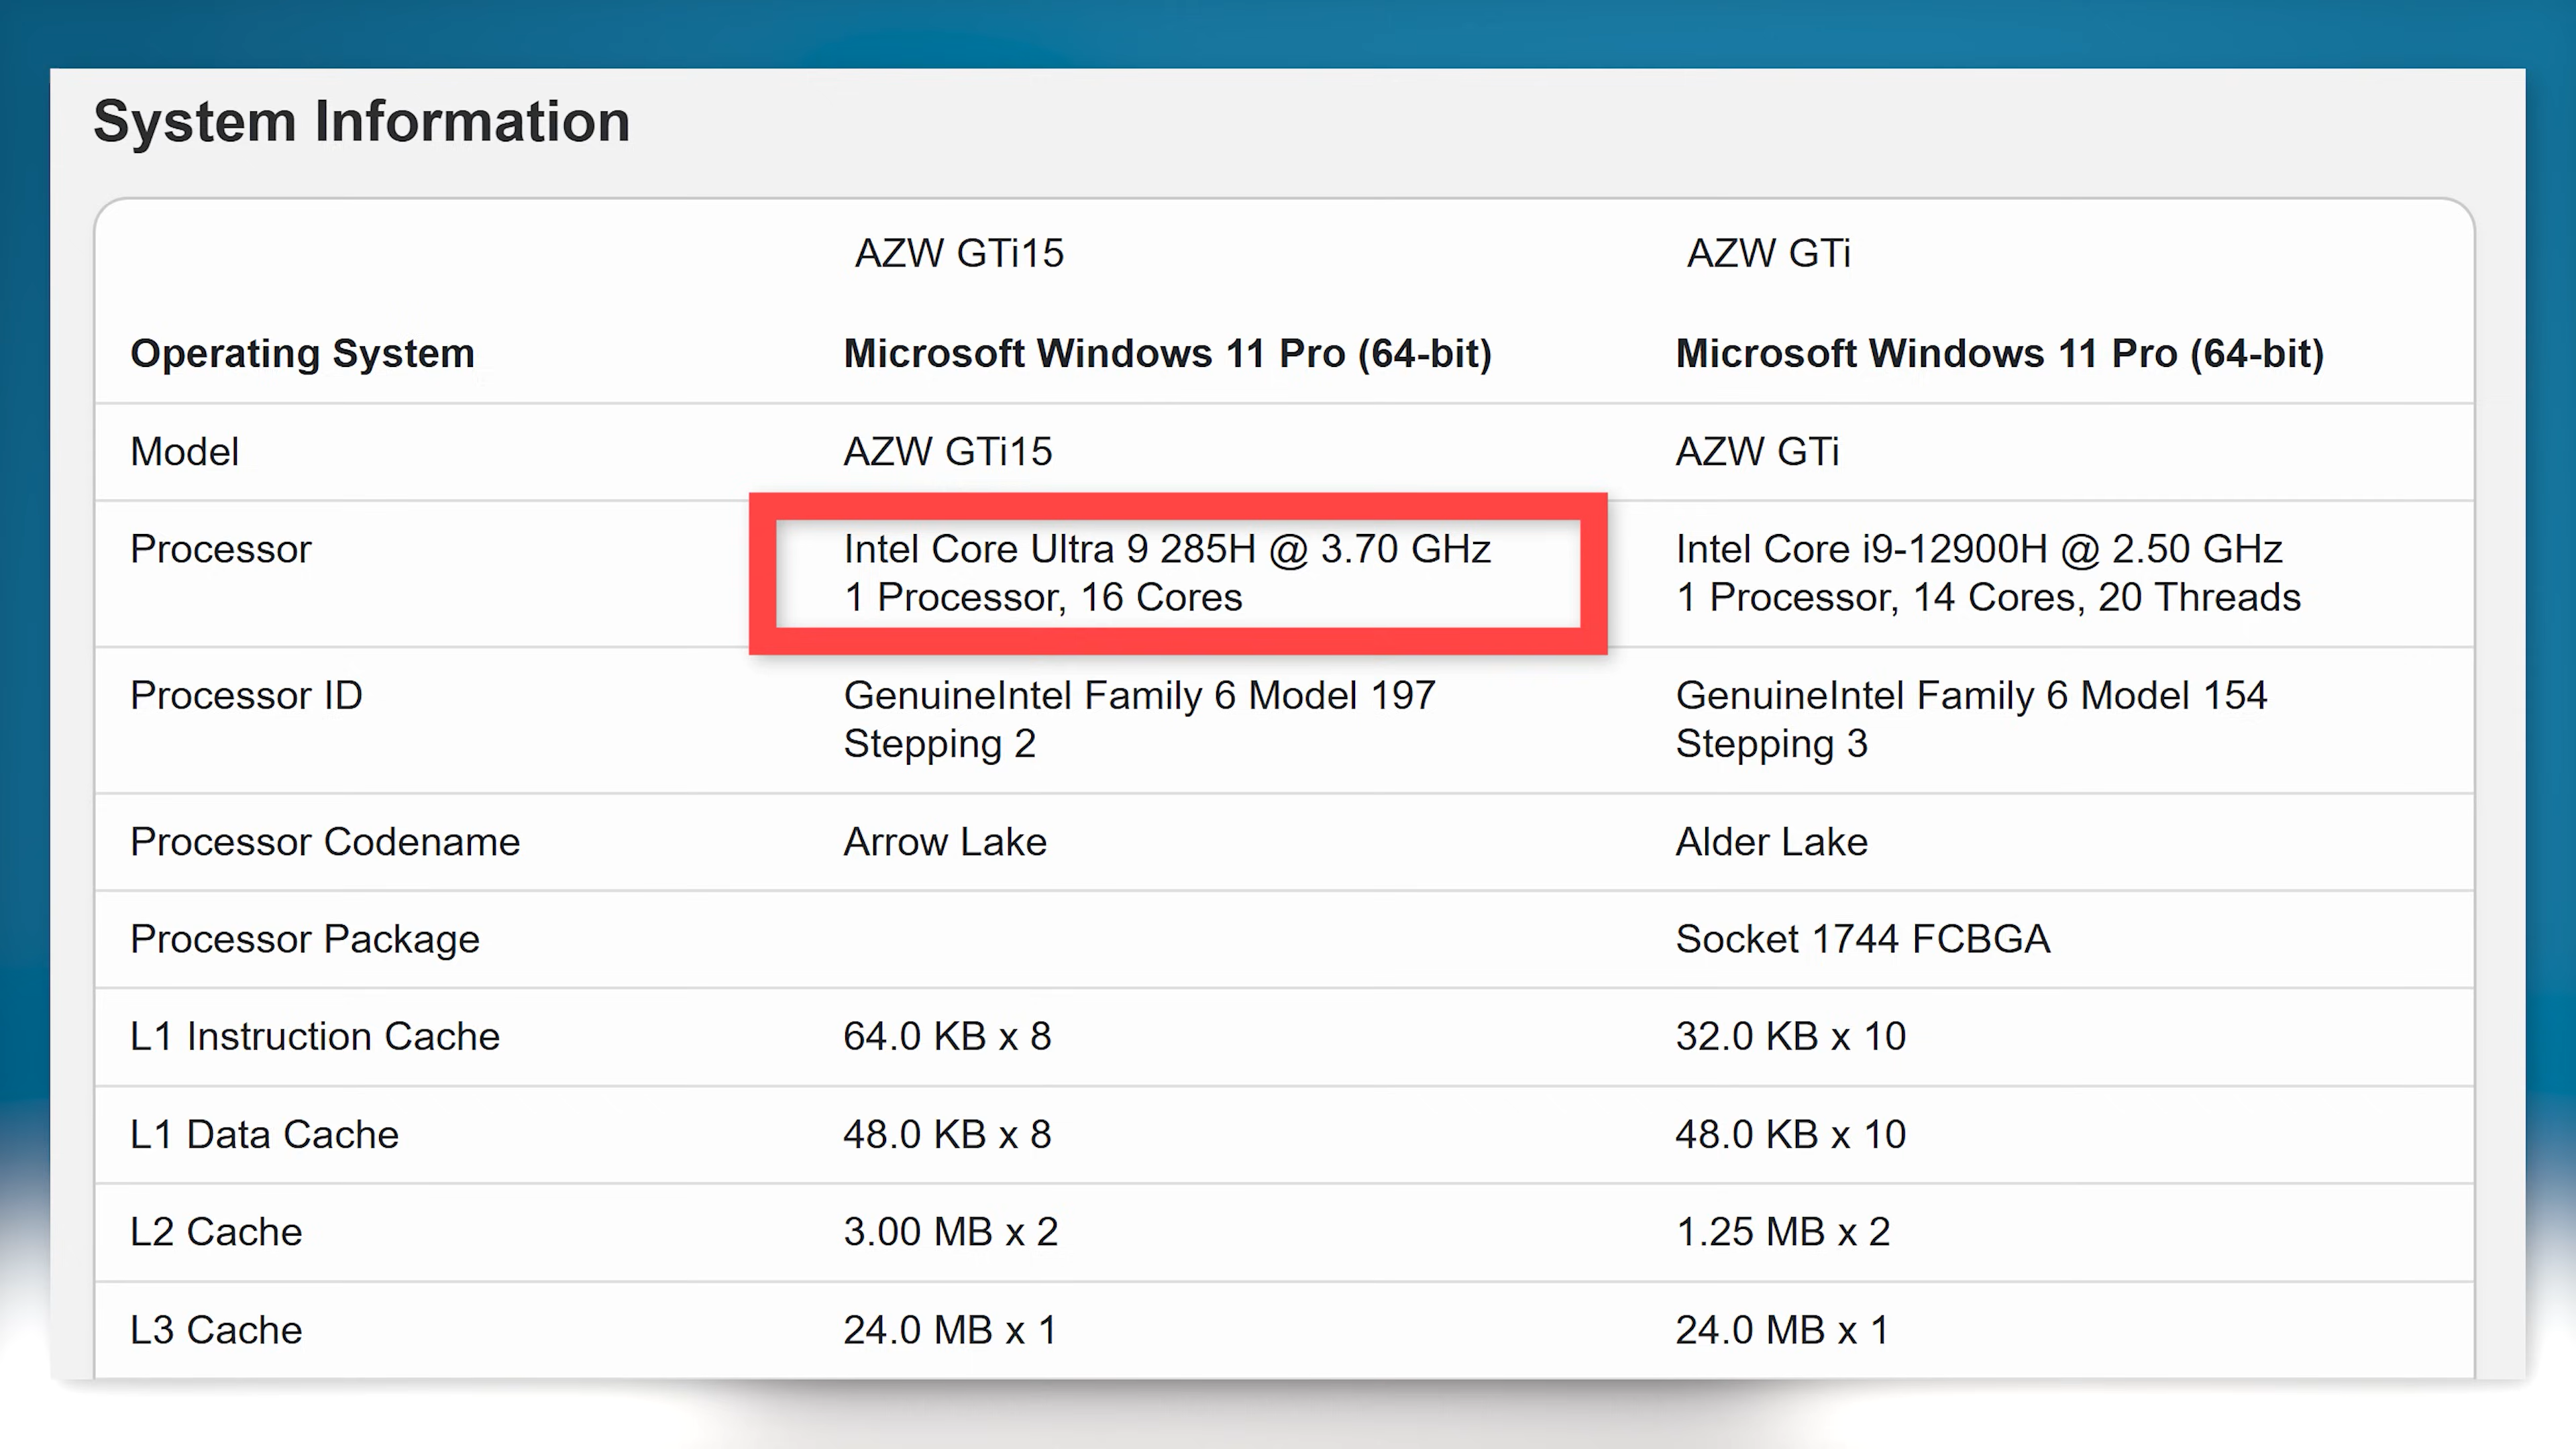 System Information
AZW GTi15 AZW GTi
Operating System Microsoft Windows 11 Pro (64-bit) Microsoft Windows 11 Pro (64-bit)
Model AZW GTi15 AZW GTi
Processor Intel Core Ultra 9 285H @ 3.70 GHz Intel Core i9-12900H @ 2.50 GHz
1 Processor, 16 Cores 1 Processor, 14 Cores, 20 Threads
Processor ID GenuineIntel Family 6 Model 197 GenuineIntel Family 6 Model 154
Stepping 2 Stepping 3
Processor Codename Arrow Lake Alder Lake
Processor Package Socket 1744 FCBGA
L1 Instruction Cache 64.0 KB x 8 32.0 KB x 10
L1 Data Cache 48.0 KB x 8 48.0 KB x 10
L2 Cache 3.00 MB x 2 1.25 MB x 2
L3 Cache 24.0 MB x 1 24.0 MB x 1